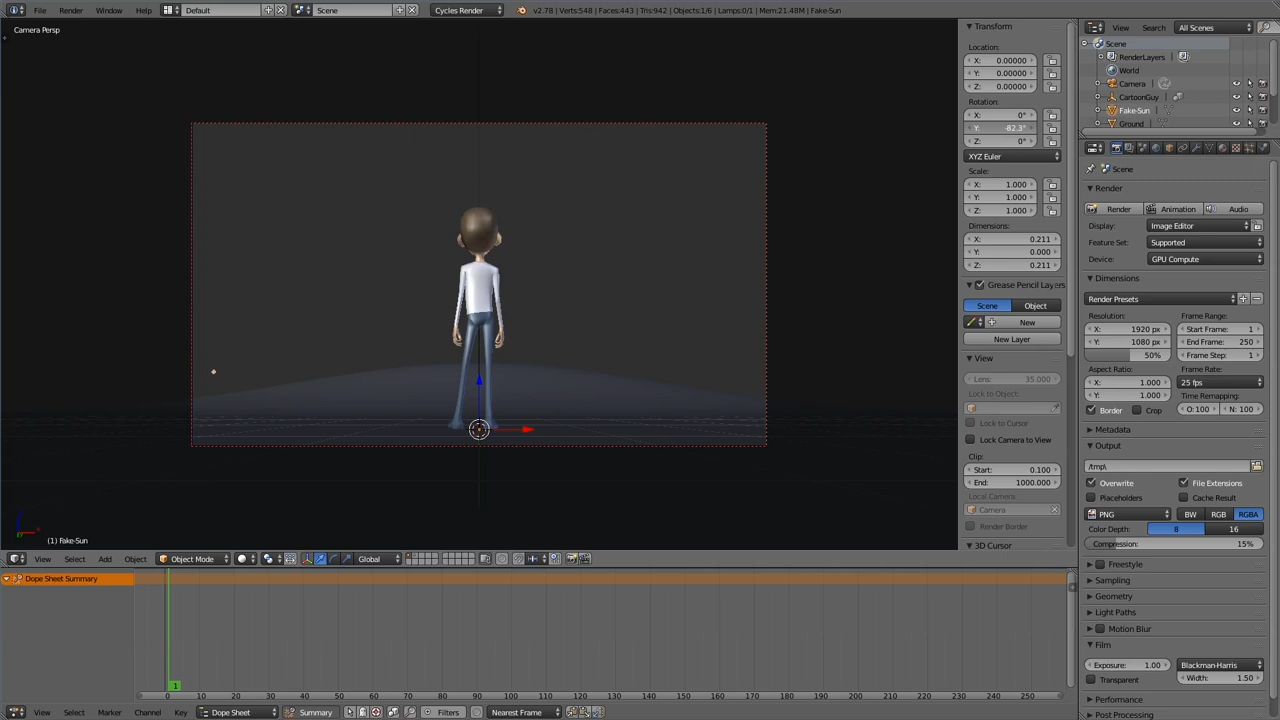 File Render Window Help Default Scene Cycles Render v2.78 | Verts:548 | Faces:443 | Tris:942 | Objects:1/6 | Lamps:0/1 | Mem:21.48M | Fake-Sun
Camera Persp
(1) Fake-Sun
View Select Add Object Object Mode Global
Transform
Location:
X: 0.00000
Y: 0.00000
Z: 0.00000
Rotation:
X: 0°
Y: -82.3°
Z: 0°
XYZ Euler
Scale:
X: 1.000
Y: 1.000
Z: 1.000
Dimensions:
X: 0.211
Y: 0.000
Z: 0.211
Grease Pencil Layers
Scene Object
New
New Layer
View
Lens: 35.000
Lock to Object:
Lock to Cursor
Lock Camera to View
Clip:
Start: 0.100
End: 1000.000
Local Camera:
Camera
Render Border
3D Cursor
View Search All Scenes
Scene
RenderLayers
World
Camera
CartoonGuy
Fake-Sun
Ground
Scene
Render
Render Animation Audio
Display: Image Editor
Feature Set: Supported
Device: GPU Compute
Dimensions
Render Presets
Resolution: Frame Range:
X: 1920 px Start Frame: 1
Y: 1080 px End Frame: 250
50% Frame Step: 1
Aspect Ratio: Frame Rate:
X: 1.000 25 fps
Y: 1.000 Time Remapping:
Border Crop O: 100 N: 100
Metadata
Output
/tmp\
Overwrite File Extensions
Placeholders Cache Result
PNG BW RGB RGBA
Color Depth: 8 16
Compression: 15%
Freestyle
Sampling
Geometry
Light Paths
Motion Blur
Film
Exposure: 1.00 Blackman-Harris
Transparent Width: 1.50
Performance
Post Processing
Dope Sheet Summary
1
0 10 20 30 40 50 60 70 80 90 100 110 120 130 140 150 160 170 180 190 200 210 220 230 240 250
View Select Marker Channel Key Dope Sheet Summary Filters Nearest Frame